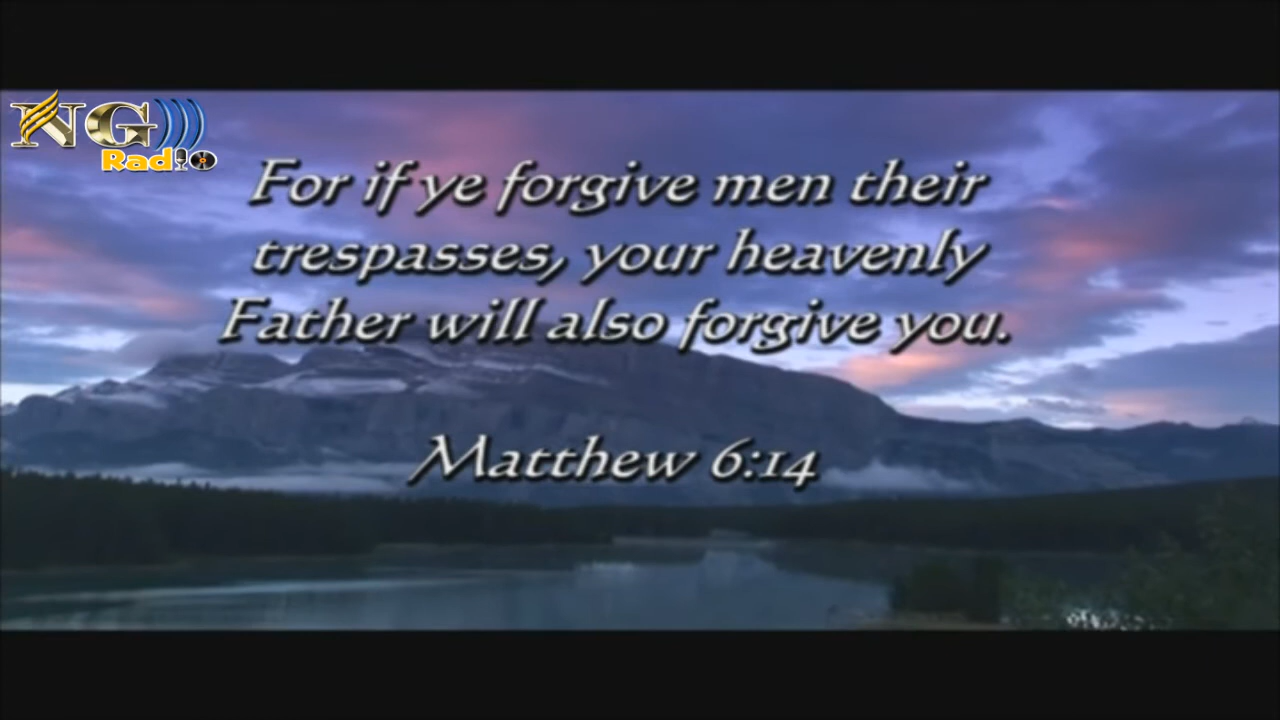 NG
Radio
For if ye forgive men their
trespasses, your heavenly
Father will also forgive you.
Matthew 6:14